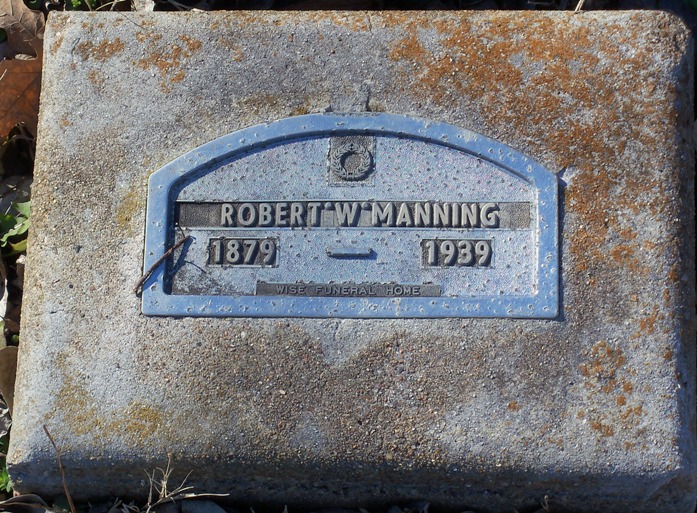 ROBERT W MANNING
1879 — 1939
WISE FUNERAL HOME